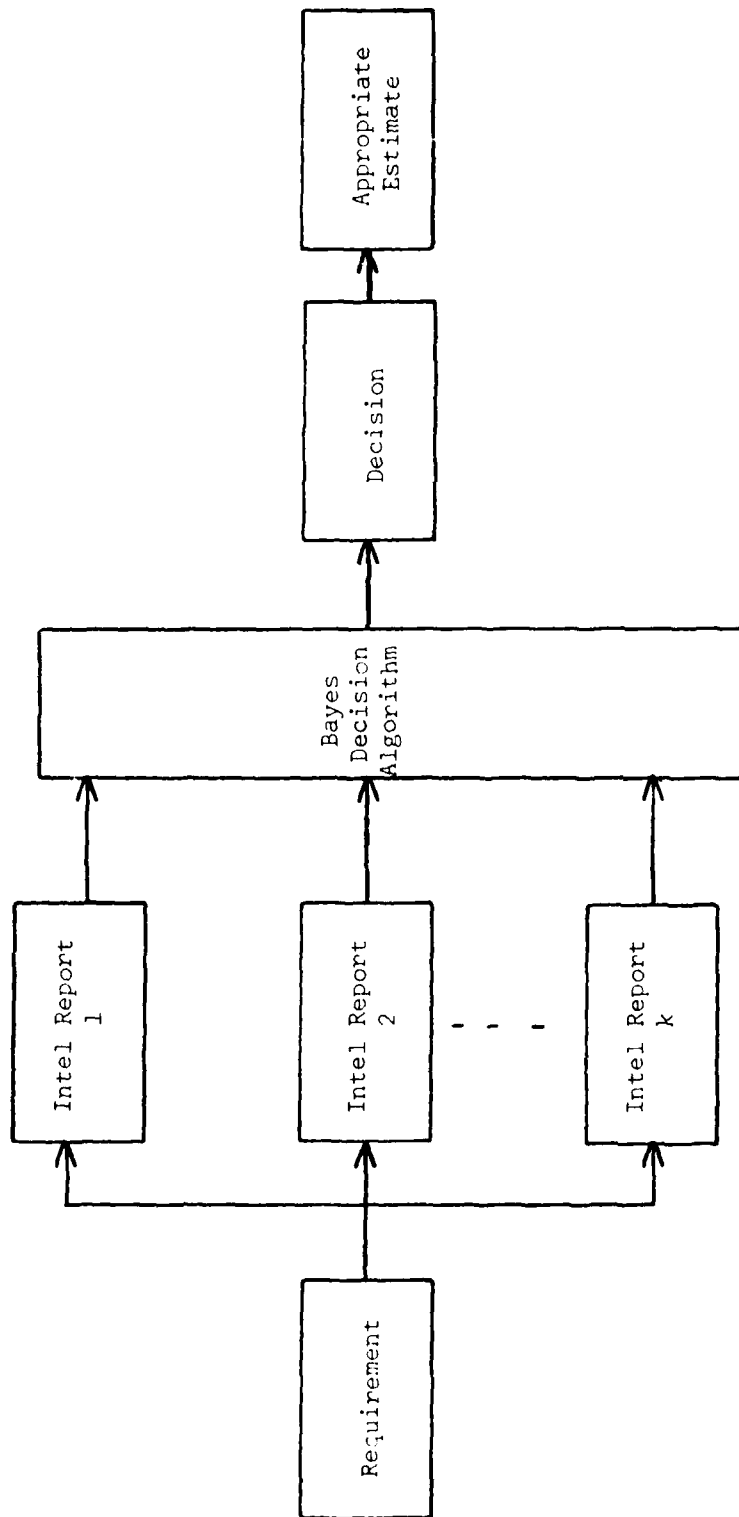 Requirement
Intel Report
1
Intel Report
2
Intel Report
k
Bayes
Decision
Algorithm
Decision
Appropriate
Estimate